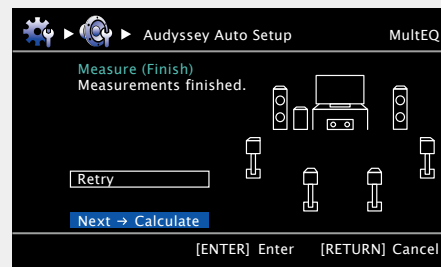 Audyssey Auto Setup MultEQ
Measure (Finish)
Measurements finished.
Retry
Next → Calculate
[ENTER] Enter [RETURN] Cancel